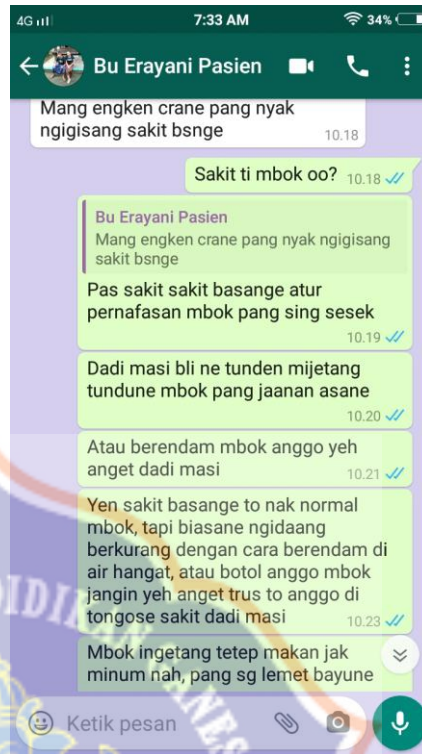 4G 7:33 AM 34%
Bu Erayani Pasien
Mang engken crane pang nyak
ngigisang sakit bsnge 10.18
Sakit ti mbok oo? 10.18
Bu Erayani Pasien
Mang engken crane pang nyak ngigisang
sakit bsnge
Pas sakit sakit basange atur
pernafasan mbok pang sing sesek
10.19
Dadi masi bli ne tunden mijetang
tundune mbok pang jaanan asane
10.20
Atau berendam mbok anggo yeh
anget dadi masi 10.21
Yen sakit basange to nak normal
mbok, tapi biasane ngidaang
berkurang dengan cara berendam di
air hangat, atau botol anggo mbok
jangin yeh anget trus to anggo di
tongose sakit dadi masi 10.23
Mbok ingetang tetep makan jak
minum nah, pang sg lemet bayune
Ketik pesan